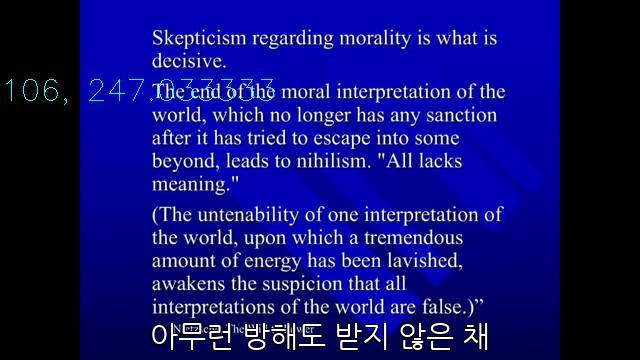 Skepticism regarding morality is what is
decisive.
106, 247.033333
The end of the moral interpretation of the
world, which no longer has any sanction
after it has tried to escape into some
beyond, leads to nihilism. "All lacks
meaning."
(The untenability of one interpretation of
the world, upon which a tremendous
amount of energy has been lavished,
awakens the suspicion that all
interpretations of the world are false.)”
아무런 방해도 받지 않은 채